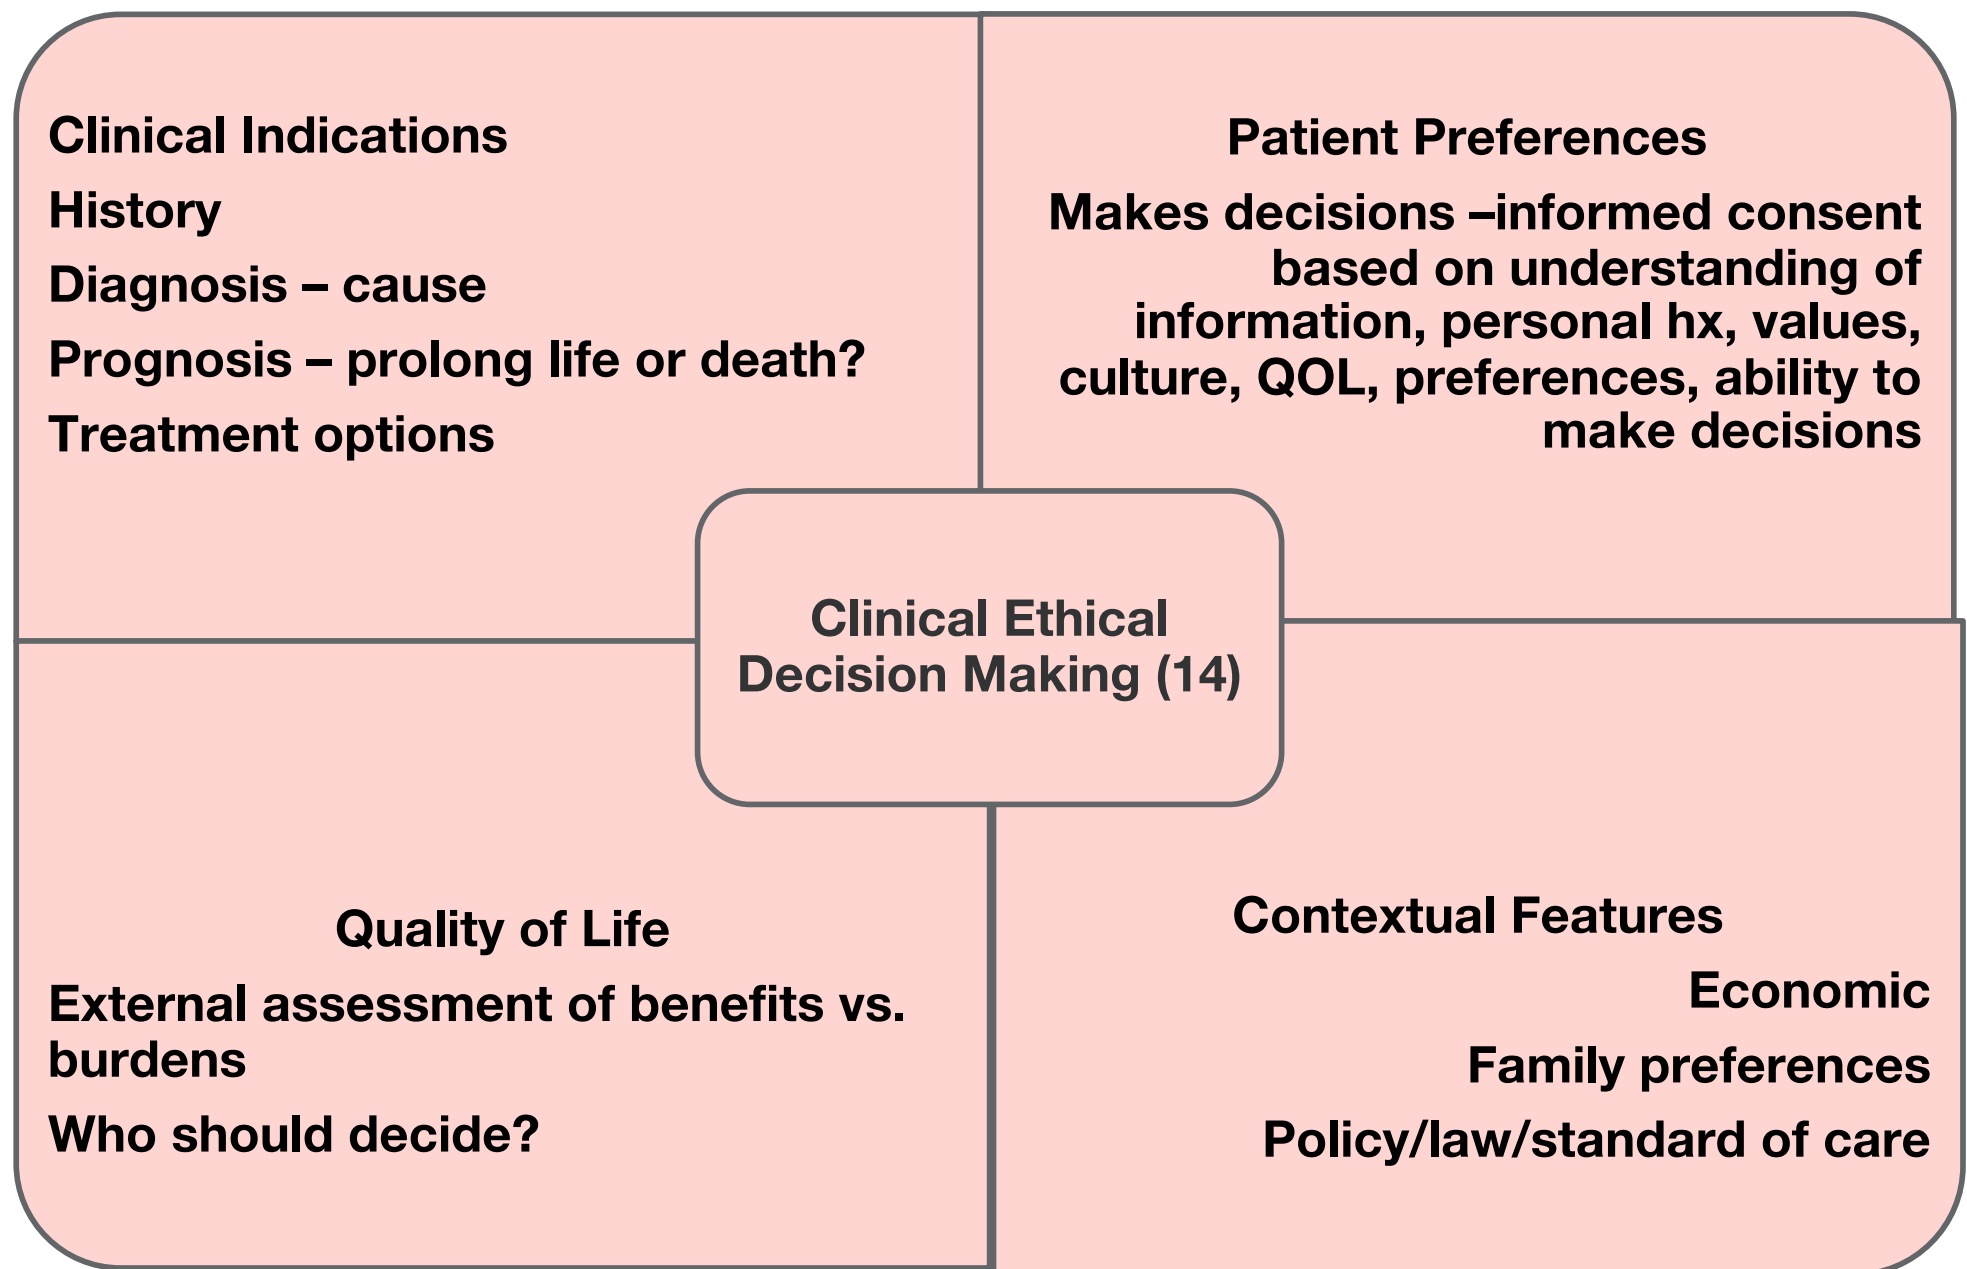 Clinical Indications
History
Diagnosis – cause
Prognosis – prolong life or death?
Treatment options
Patient Preferences
Makes decisions –informed consent
based on understanding of
information, personal hx, values,
culture, QOL, preferences, ability to
make decisions
Clinical Ethical
Decision Making (14)
Quality of Life
External assessment of benefits vs.
burdens
Who should decide?
Contextual Features
Economic
Family preferences
Policy/law/standard of care